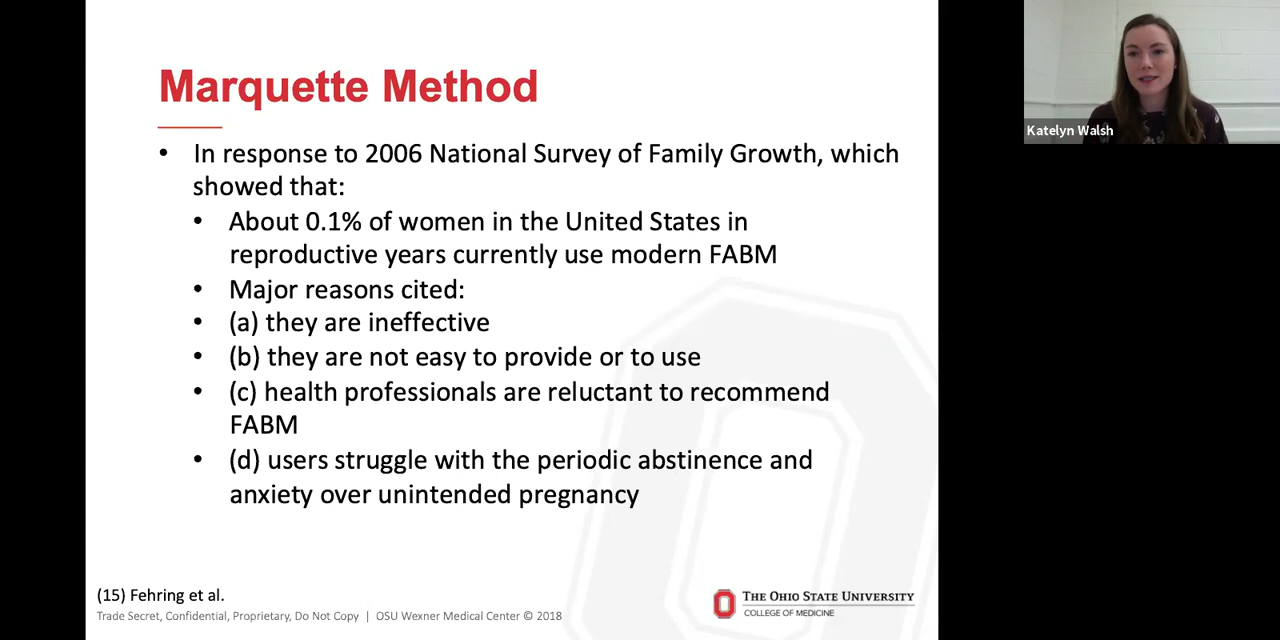 Marquette Method
• In response to 2006 National Survey of Family Growth, which
showed that:
• About 0.1% of women in the United States in
reproductive years currently use modern FABM
• Major reasons cited:
• (a) they are ineffective
• (b) they are not easy to provide or to use
• (c) health professionals are reluctant to recommend
FABM
• (d) users struggle with the periodic abstinence and
anxiety over unintended pregnancy
(15) Fehring et al.
Trade Secret, Confidential, Proprietary, Do Not Copy | OSU Wexner Medical Center © 2018
THE OHIO STATE UNIVERSITY
COLLEGE OF MEDICINE
Katelyn Walsh